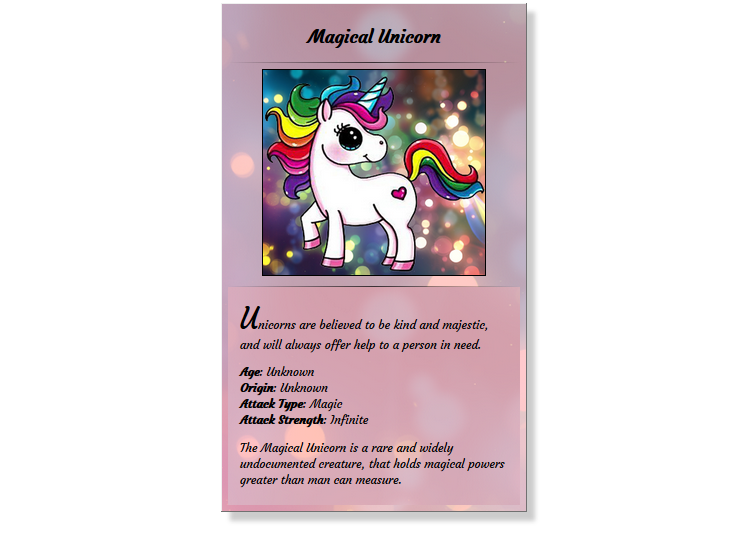 Magical Unicorn
Unicorns are believed to be kind and majestic,
and will always offer help to a person in need.
Age: Unknown
Origin: Unknown
Attack Type: Magic
Attack Strength: Infinite
The Magical Unicorn is a rare and widely
undocumented creature, that holds magical powers
greater than man can measure.